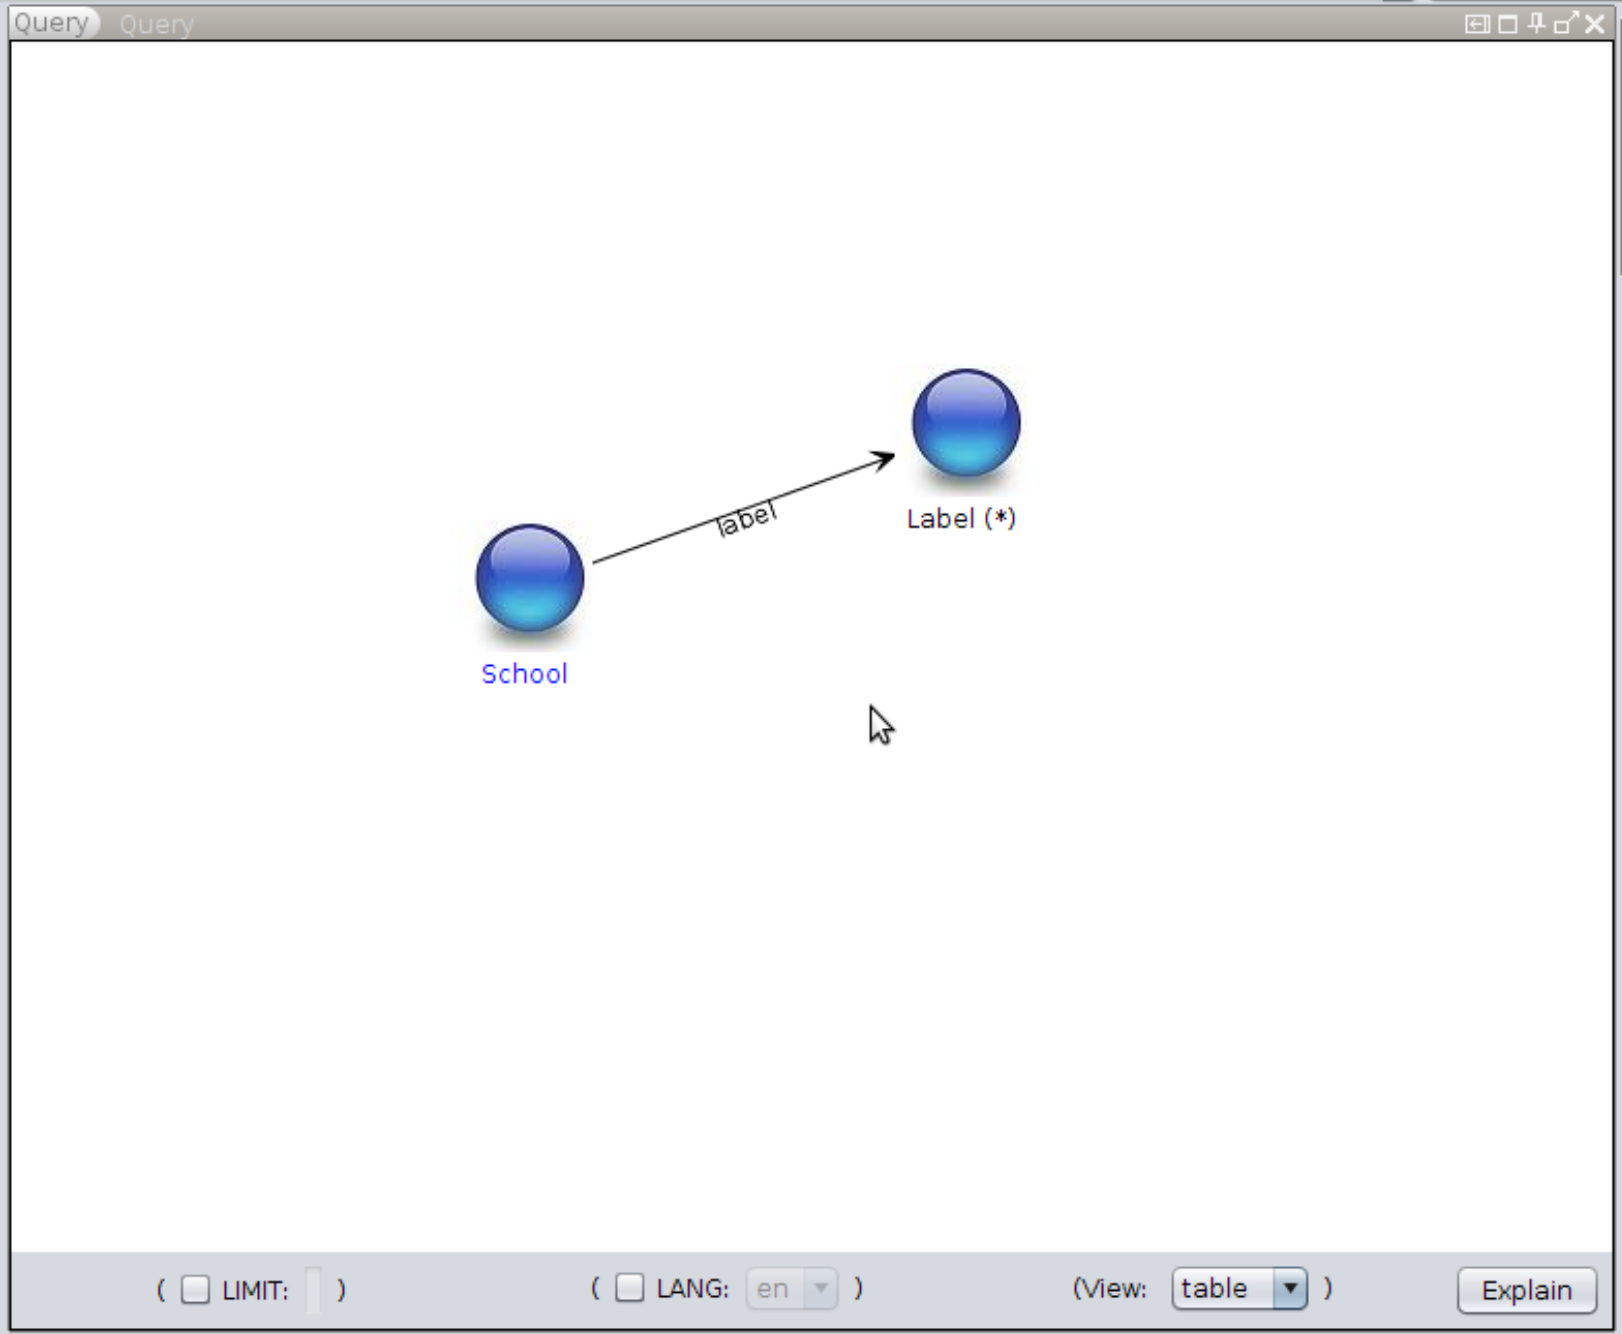 Query Query
Label (*)
label
School
( LIMIT: ) ( LANG: en ) (View: table ) Explain